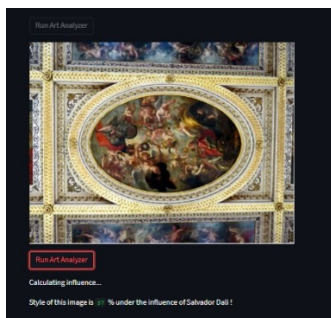 Run Art Analyzer
Run Art Analyzer
Calculating influence...
Style of this image is % under the influence of Salvador Dali !